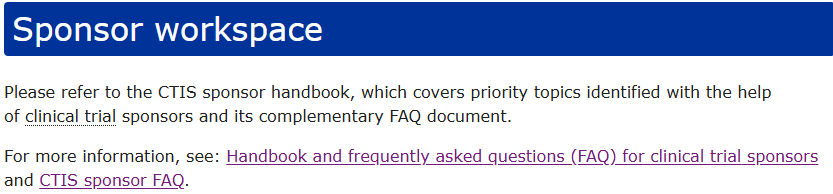 Sponsor workspace
Please refer to the CTIS sponsor handbook, which covers priority topics identified with the help
of clinical trial sponsors and its complementary FAQ document.
For more information, see: Handbook and frequently asked questions (FAQ) for clinical trial sponsors
and CTIS sponsor FAQ.